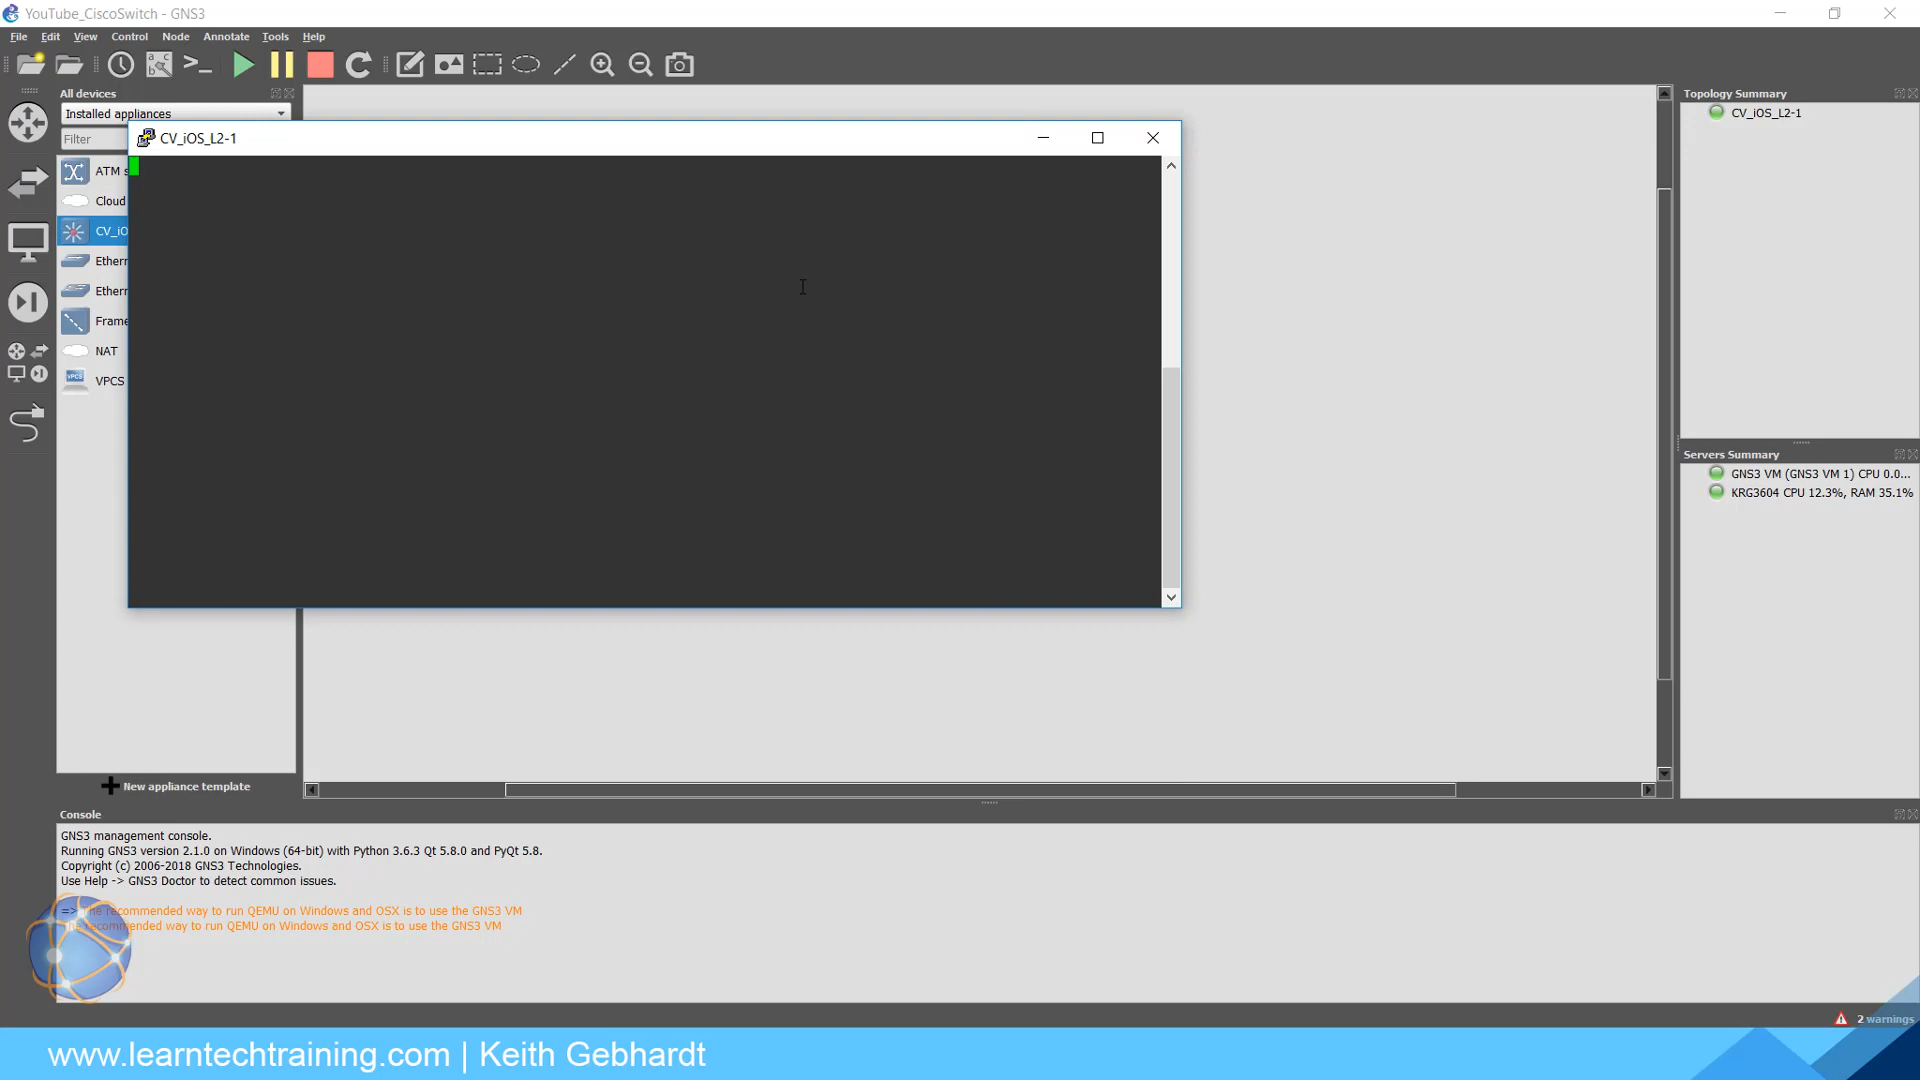 YouTube_CiscoSwitch - GNS3
File Edit View Control Node Annotate Tools Help
All devices
Installed appliances
Filter
ATM s
Cloud
CV_iO
Ethern
Ethern
Frame
NAT
VPCS
New appliance template
CV_iOS_L2-1
Topology Summary
CV_iOS_L2-1
Servers Summary
GNS3 VM (GNS3 VM 1) CPU 0.0...
KRG3604 CPU 12.3%, RAM 35.1%
Console
GNS3 management console.
Running GNS3 version 2.1.0 on Windows (64-bit) with Python 3.6.3 Qt 5.8.0 and PyQt 5.8.
Copyright (c) 2006-2018 GNS3 Technologies.
Use Help -> GNS3 Doctor to detect common issues.
=> The recommended way to run QEMU on Windows and OSX is to use the GNS3 VM
The recommended way to run QEMU on Windows and OSX is to use the GNS3 VM
2 warnings
www.learntechtraining.com | Keith Gebhardt